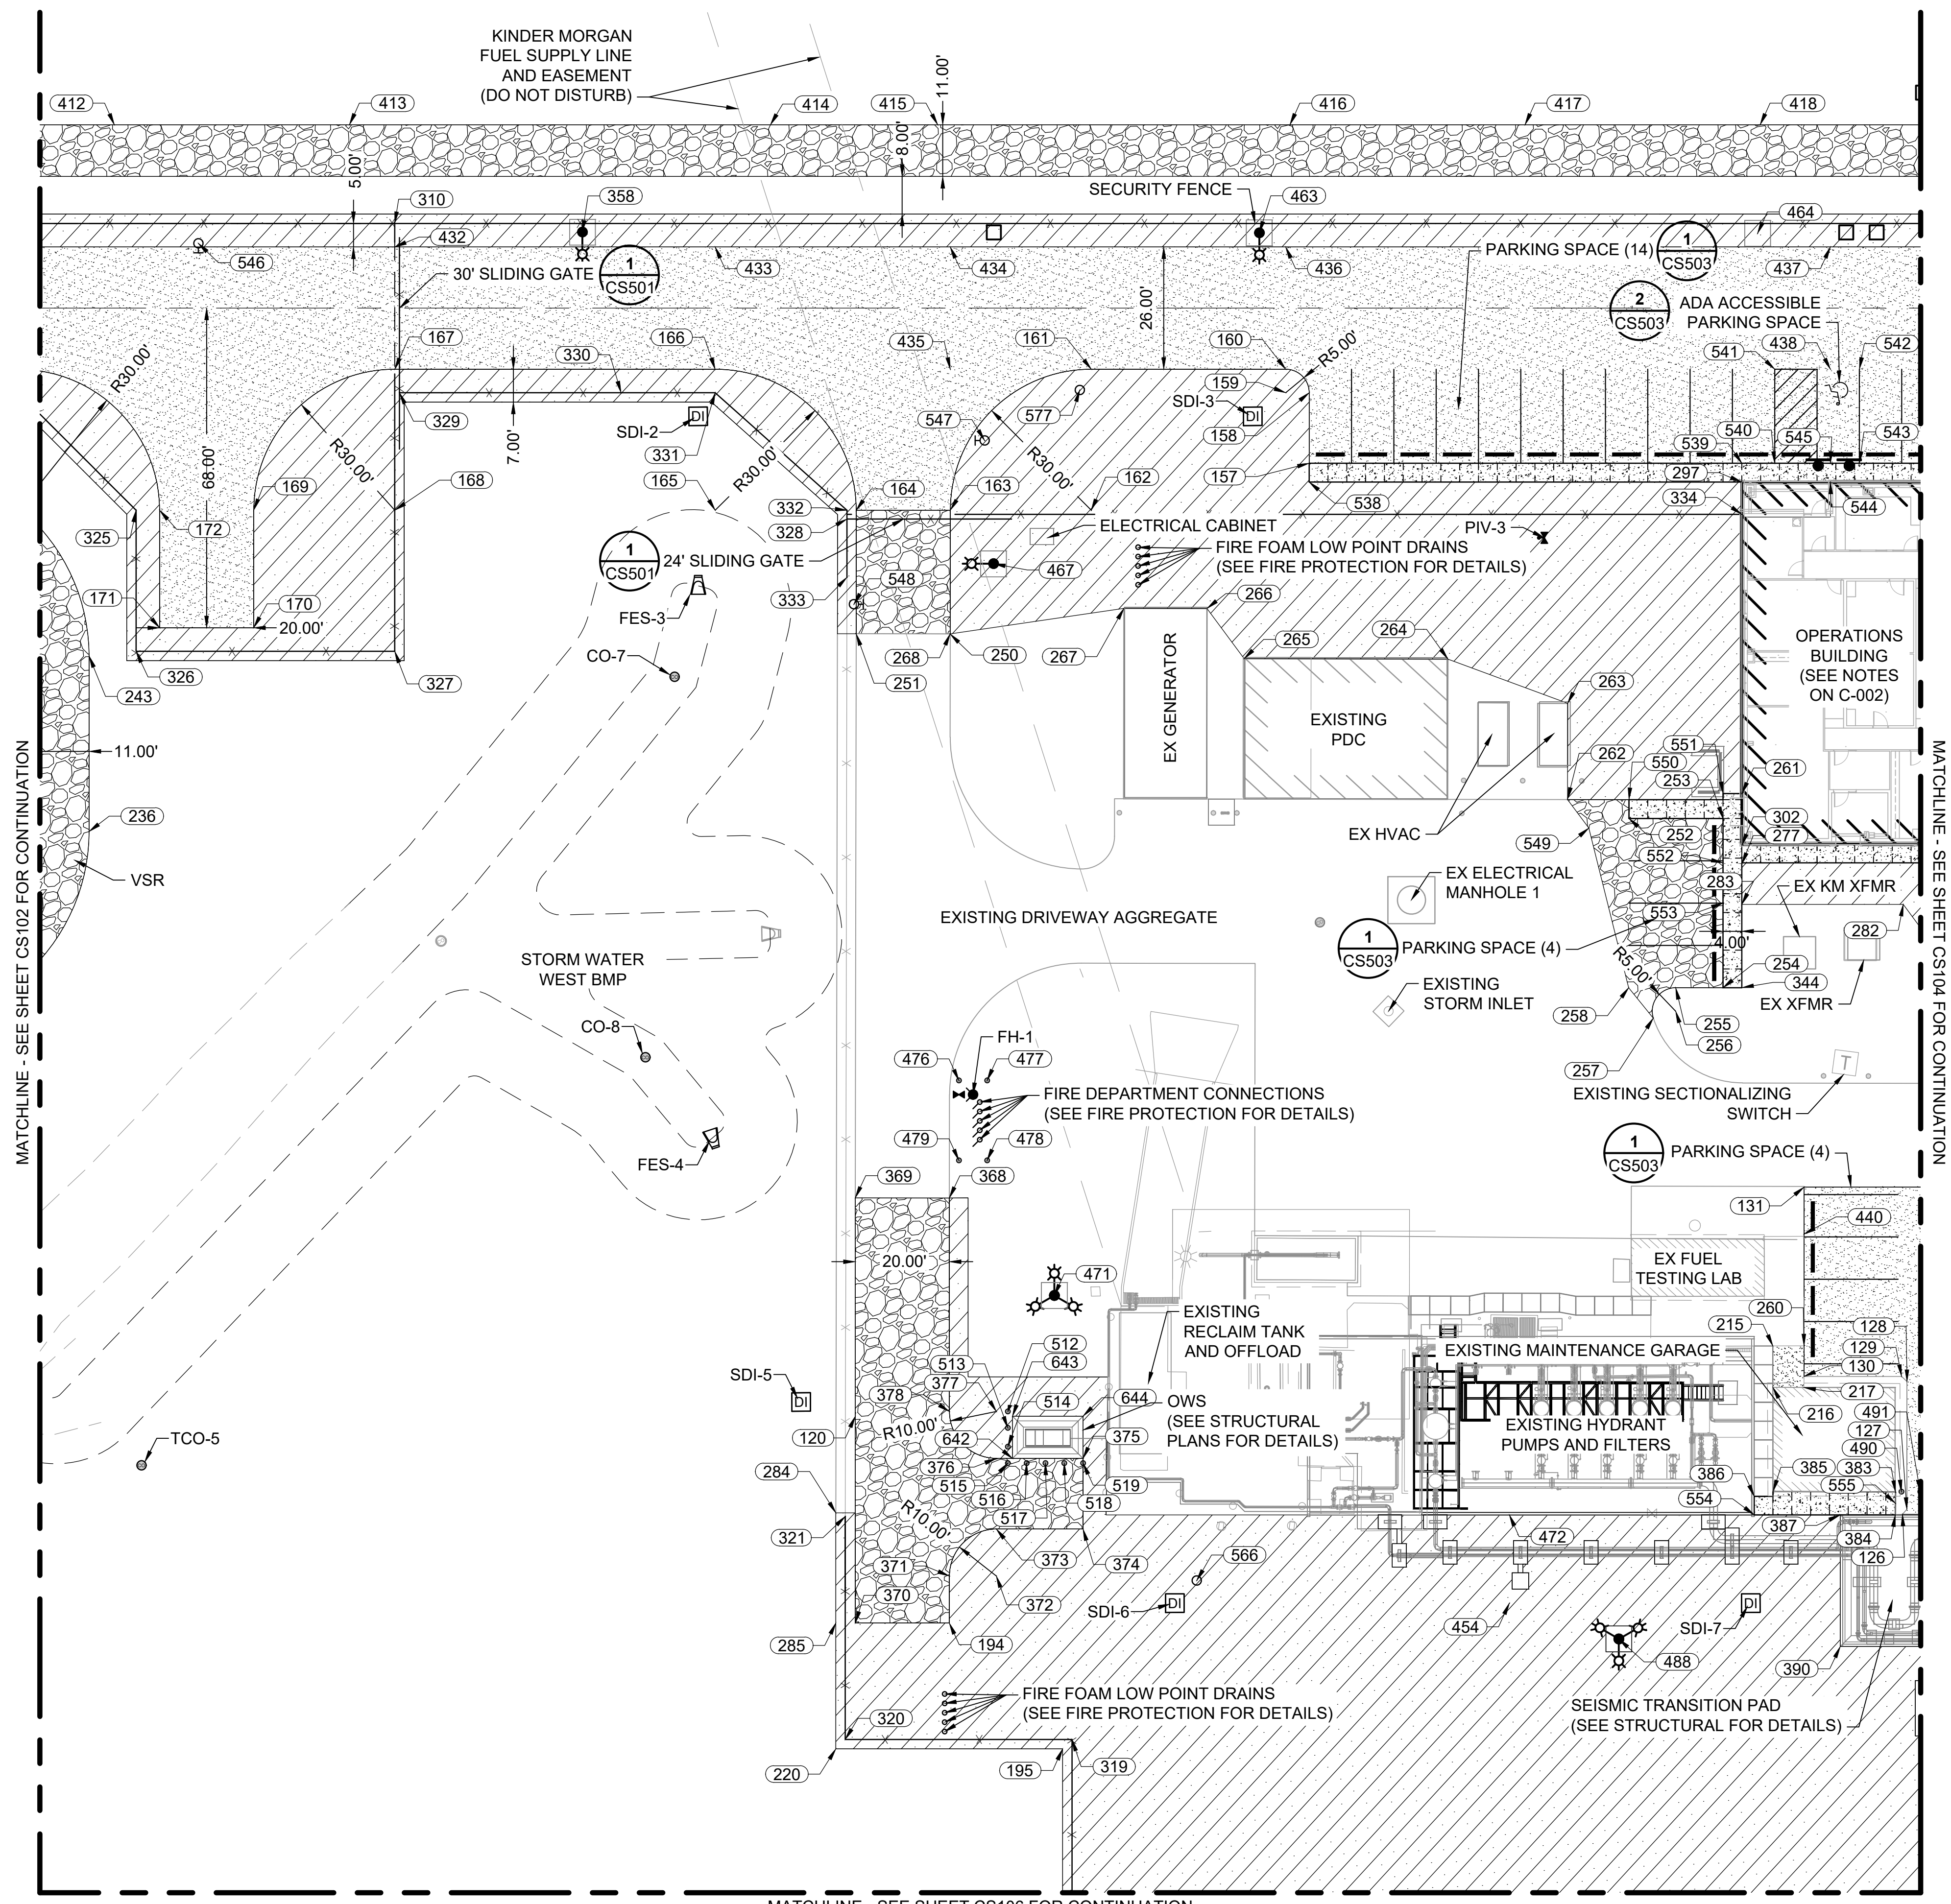 KINDER MORGAN
FUEL SUPPLY LINE
AND EASEMENT
(DO NOT DISTURB)
11.00'
412
413
414
415
416
417
418
8.00'
5.00'
SECURITY FENCE
310
358
463
464
432
546
433
434
436
437
30' SLIDING GATE
1
CS501
PARKING SPACE (14)
1
CS503
2
CS503
ADA ACCESSIBLE
PARKING SPACE
26.00'
167
330
166
435
161
160
R5.00'
541
438
542
R30.00'
159
SDI-3
DI
329
7.00'
SDI-2
DI
331
547
577
158
539
540
545
543
68.00'
R30.00'
R30.00'
R30.00'
157
297
169
168
165
332
164
163
162
538
334
544
325
172
328
ELECTRICAL CABINET
PIV-3
1
CS501
24' SLIDING GATE
467
FIRE FOAM LOW POINT DRAINS
(SEE FIRE PROTECTION FOR DETAILS)
171
170
20.00'
FES-3
333
548
266
CO-7
268
250
267
265
264
326
327
251
243
263
OPERATIONS
BUILDING
(SEE NOTES
ON C-002)
EX GENERATOR
EXISTING
PDC
11.00'
551
262
550
253
261
236
EX HVAC
252
302
277
549
552
VSR
EX ELECTRICAL
MANHOLE 1
283
EX KM XFMR
EXISTING DRIVEWAY AGGREGATE
553
282
1
CS503
PARKING SPACE (4)
4.00'
STORM WATER
WEST BMP
R5.00'
254
344
EXISTING
STORM INLET
EX XFMR
258
255
256
CO-8
FH-1
476
477
257
FIRE DEPARTMENT CONNECTIONS
(SEE FIRE PROTECTION FOR DETAILS)
EXISTING SECTIONALIZING
SWITCH
T
479
478
FES-4
1
CS503
PARKING SPACE (4)
369
368
131
440
20.00'
471
EX FUEL
TESTING LAB
EXISTING
RECLAIM TANK
AND OFFLOAD
260
215
128
512
129
513
643
EXISTING MAINTENANCE GARAGE
130
SDI-5
DI
377
378
514
644
217
OWS
(SEE STRUCTURAL
PLANS FOR DETAILS)
216
491
R10.00'
120
642
375
EXISTING HYDRANT
PUMPS AND FILTERS
127
TCO-5
490
284
376
515
519
386
385
383
516
518
554
555
517
R10.00'
321
387
384
373
374
472
371
566
126
370
372
SDI-6
DI
454
SDI-7
DI
285
194
488
390
FIRE FOAM LOW POINT DRAINS
(SEE FIRE PROTECTION FOR DETAILS)
SEISMIC TRANSITION PAD
(SEE STRUCTURAL FOR DETAILS)
320
220
195
319
MATCHLINE - SEE SHEET CS102 FOR CONTINUATION
MATCHLINE - SEE SHEET CS104 FOR CONTINUATION
MATCHLINE - SEE SHEET CS106 FOR CONTINUATION